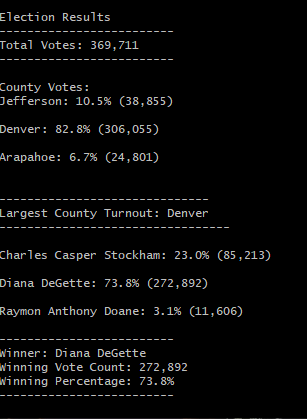 Election Results
-------------------------
Total Votes: 369,711
-------------------------
County Votes:
Jefferson: 10.5% (38,855)
Denver: 82.8% (306,055)
Arapahoe: 6.7% (24,801)
------------------------------
Largest County Turnout: Denver
---------------------------------
Charles Casper Stockham: 23.0% (85,213)
Diana DeGette: 73.8% (272,892)
Raymon Anthony Doane: 3.1% (11,606)
-------------------------
Winner: Diana DeGette
Winning Vote Count: 272,892
Winning Percentage: 73.8%
-------------------------